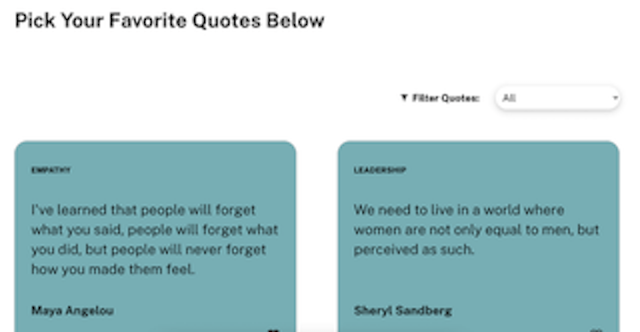 Pick Your Favorite Quotes Below
Filter Quotes:
All
EMPATHY
I've learned that people will forget
what you said, people will forget what
you did, but people will never forget
how you made them feel.
Maya Angelou
LEADERSHIP
We need to live in a world where
women are not only equal to men, but
perceived as such.
Sheryl Sandberg